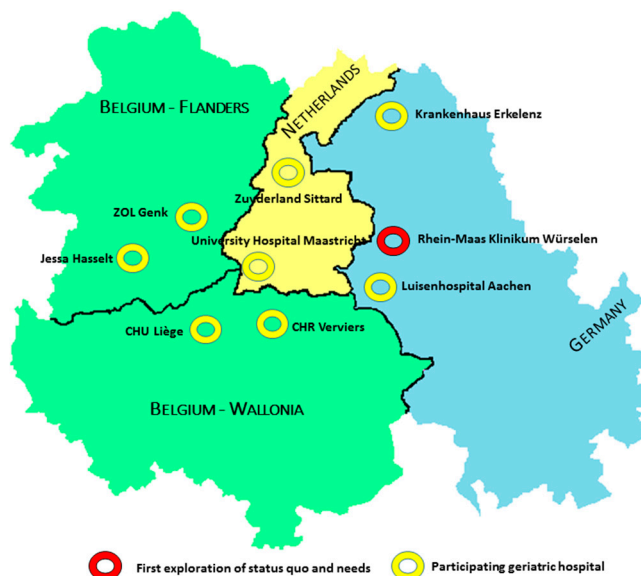 BELGIUM - FLANDERS
NETHERLANDS
Krankenhaus Erkelenz
Zuyderland Sittard
ZOL Genk
University Hospital Maastricht
Rhein-Maas Klinikum Würselen
Jessa Hasselt
Luisenhospital Aachen
CHU Liège
CHR Verviers
GERMANY
BELGIUM - WALLONIA
First exploration of status quo and needs
Participating geriatric hospital